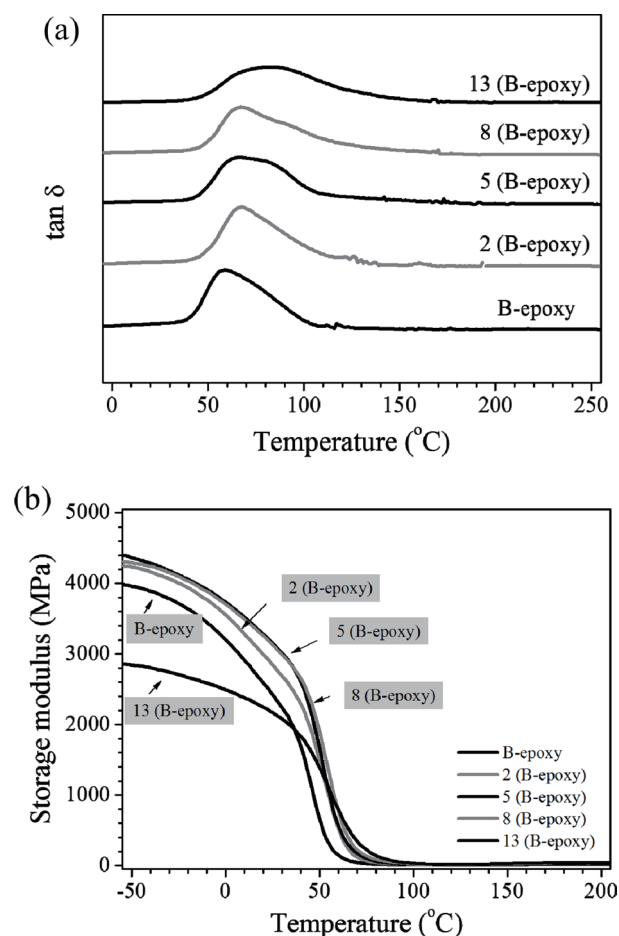 (a)
13 (B-epoxy)
8 (B-epoxy)
5 (B-epoxy)
2 (B-epoxy)
B-epoxy
tan δ
0 50 100 150 200 250
Temperature (°C)
(b)
5000
4000
3000
2000
1000
0
Storage modulus (MPa)
2 (B-epoxy)
B-epoxy
5 (B-epoxy)
8 (B-epoxy)
13 (B-epoxy)
B-epoxy
2 (B-epoxy)
5 (B-epoxy)
8 (B-epoxy)
13 (B-epoxy)
-50 0 50 100 150 200
Temperature (°C)